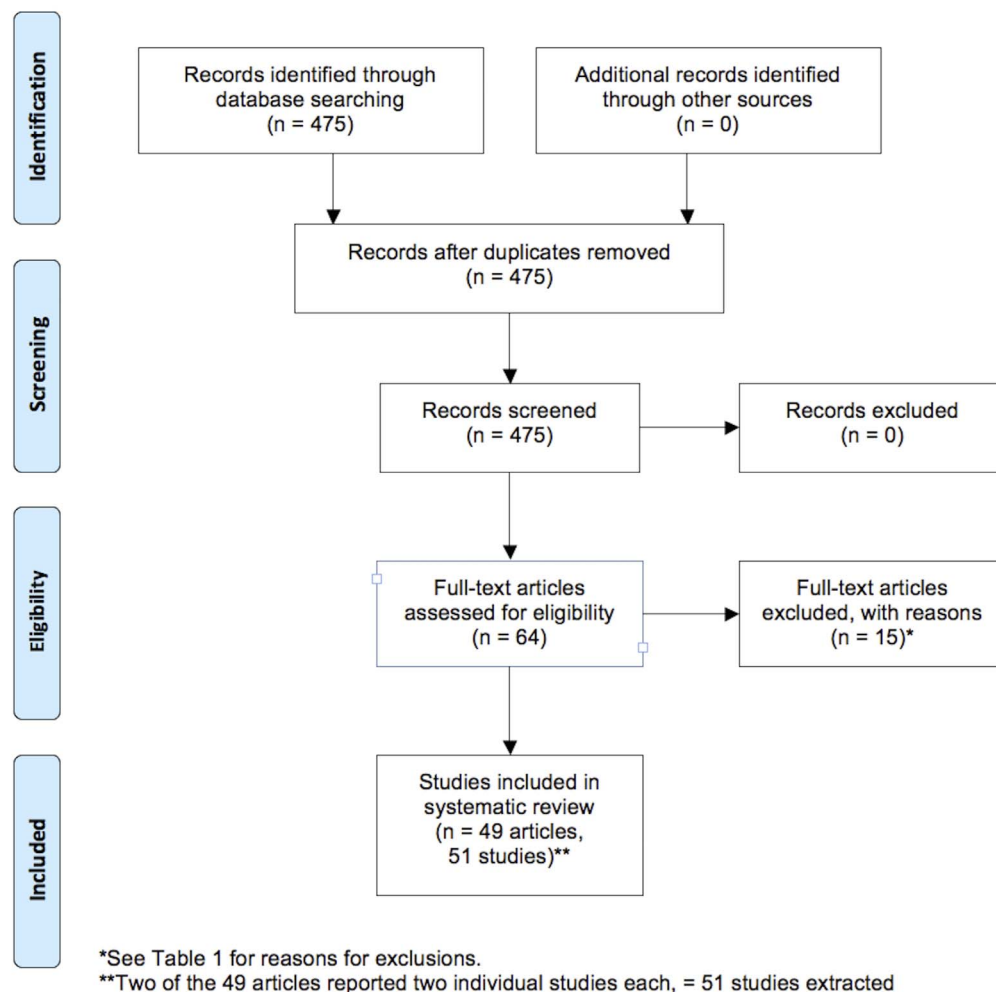 Identification
Records identified through
database searching
(n = 475)
Additional records identified
through other sources
(n = 0)
Records after duplicates removed
(n = 475)
Screening
Records screened
(n = 475)
Records excluded
(n = 0)
Eligibility
Full-text articles
assessed for eligibility
(n = 64)
Full-text articles
excluded, with reasons
(n = 15)*
Included
Studies included in
systematic review
(n = 49 articles,
51 studies)**
*See Table 1 for reasons for exclusions.
**Two of the 49 articles reported two individual studies each, = 51 studies extracted